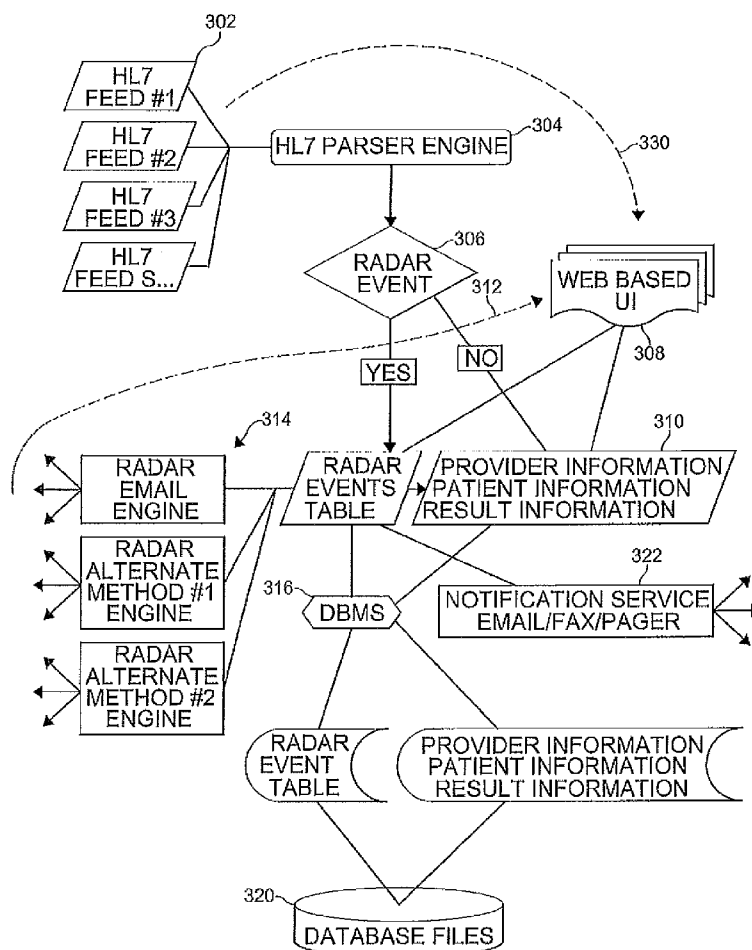 302
HL7
FEED #1
HL7
FEED #2
HL7
FEED #3
HL7
FEED S...
HL7 PARSER ENGINE
304
330
306
RADAR
EVENT
312
WEB BASED
UI
308
YES
NO
314
RADAR
EMAIL
ENGINE
RADAR
EVENTS
TABLE
310
PROVIDER INFORMATION
PATIENT INFORMATION
RESULT INFORMATION
RADAR
ALTERNATE
METHOD #1
ENGINE
316
DBMS
322
NOTIFICATION SERVICE
EMAIL/FAX/PAGER
RADAR
ALTERNATE
METHOD #2
ENGINE
RADAR
EVENT
TABLE
PROVIDER INFORMATION
PATIENT INFORMATION
RESULT INFORMATION
320
DATABASE FILES